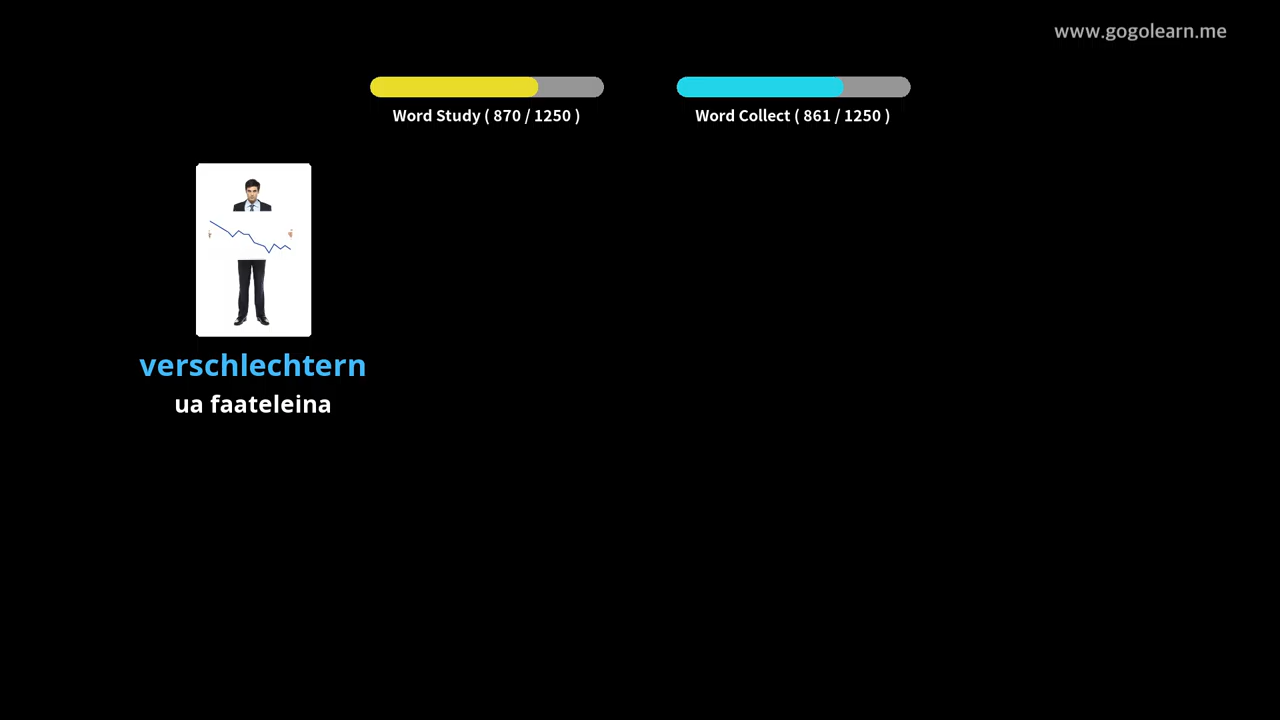 www.gogolearn.me
Word Study ( 870 / 1250 )
Word Collect ( 861 / 1250 )
verschlechtern
ua faateleina